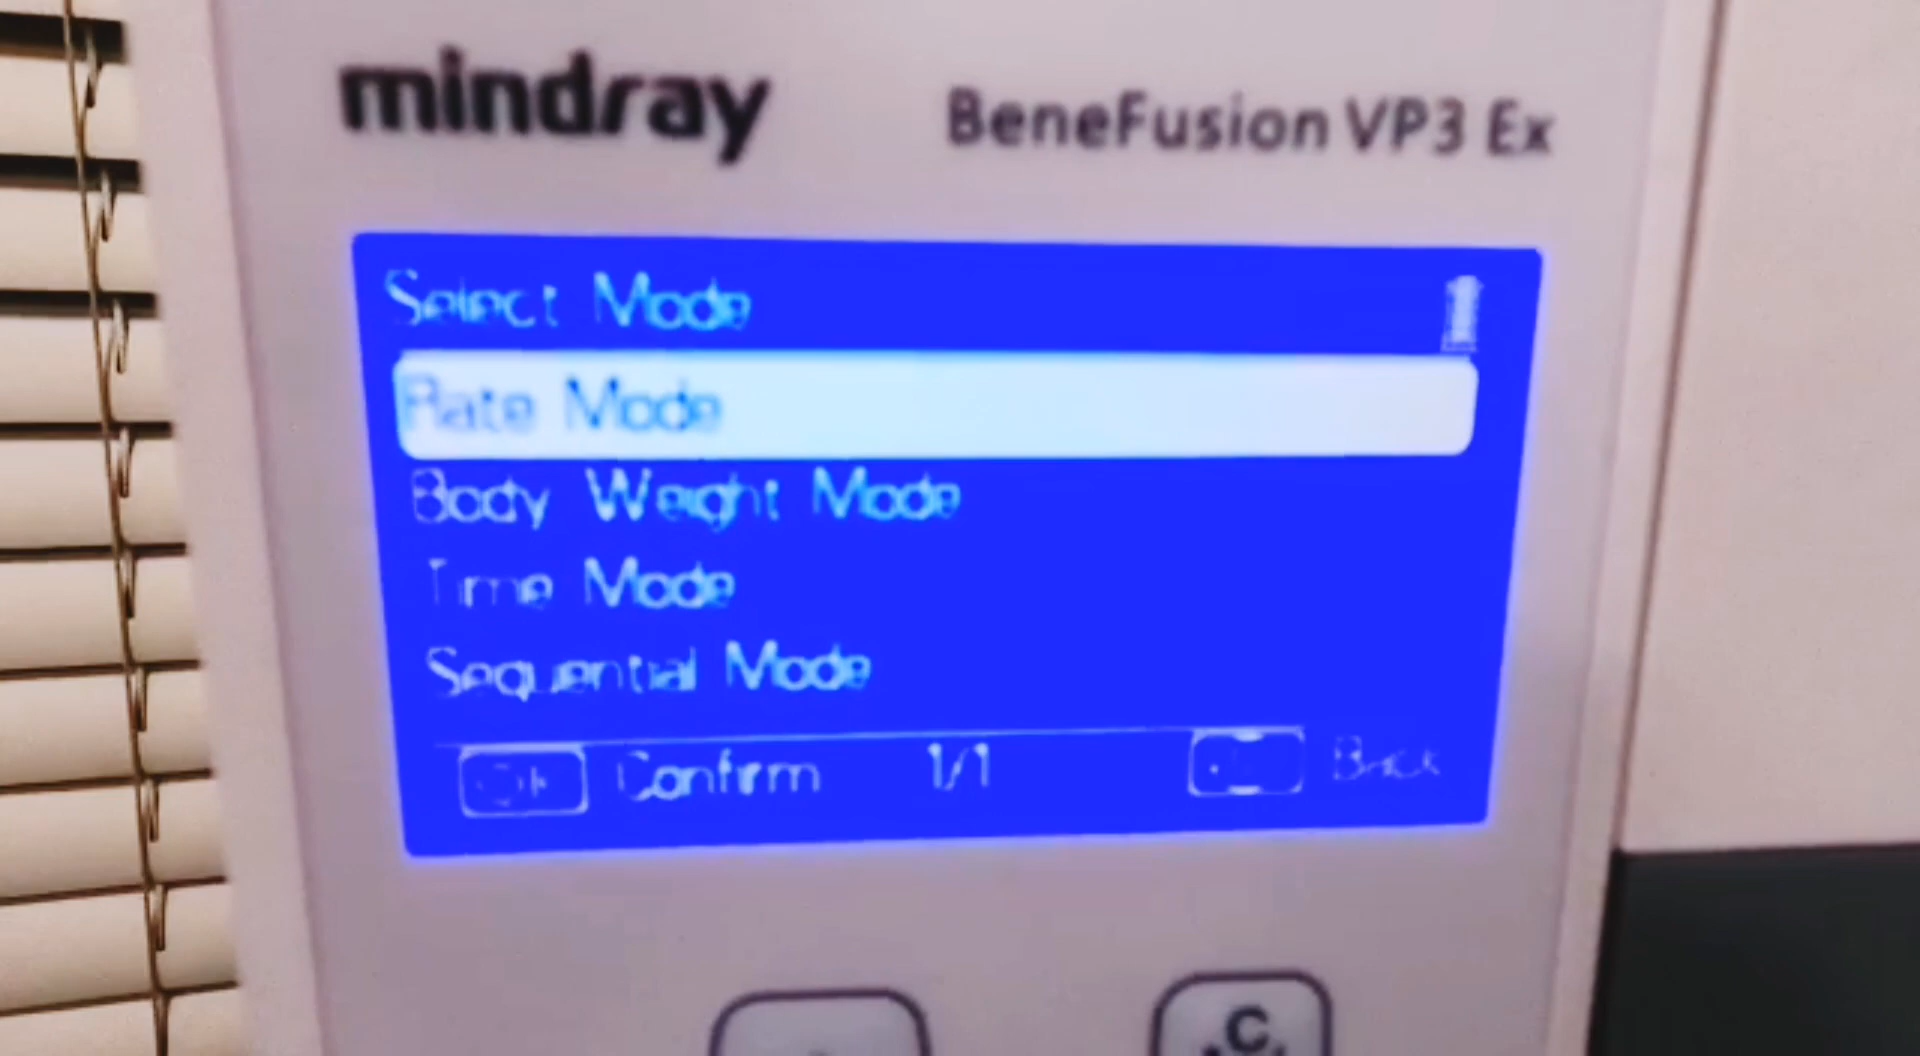 mindray
BeneFusion VP3 Ex
Select Mode
Rate Mode
Body Weight Mode
Time Mode
Sequential Mode
OK Confirm 1/1 Back
C